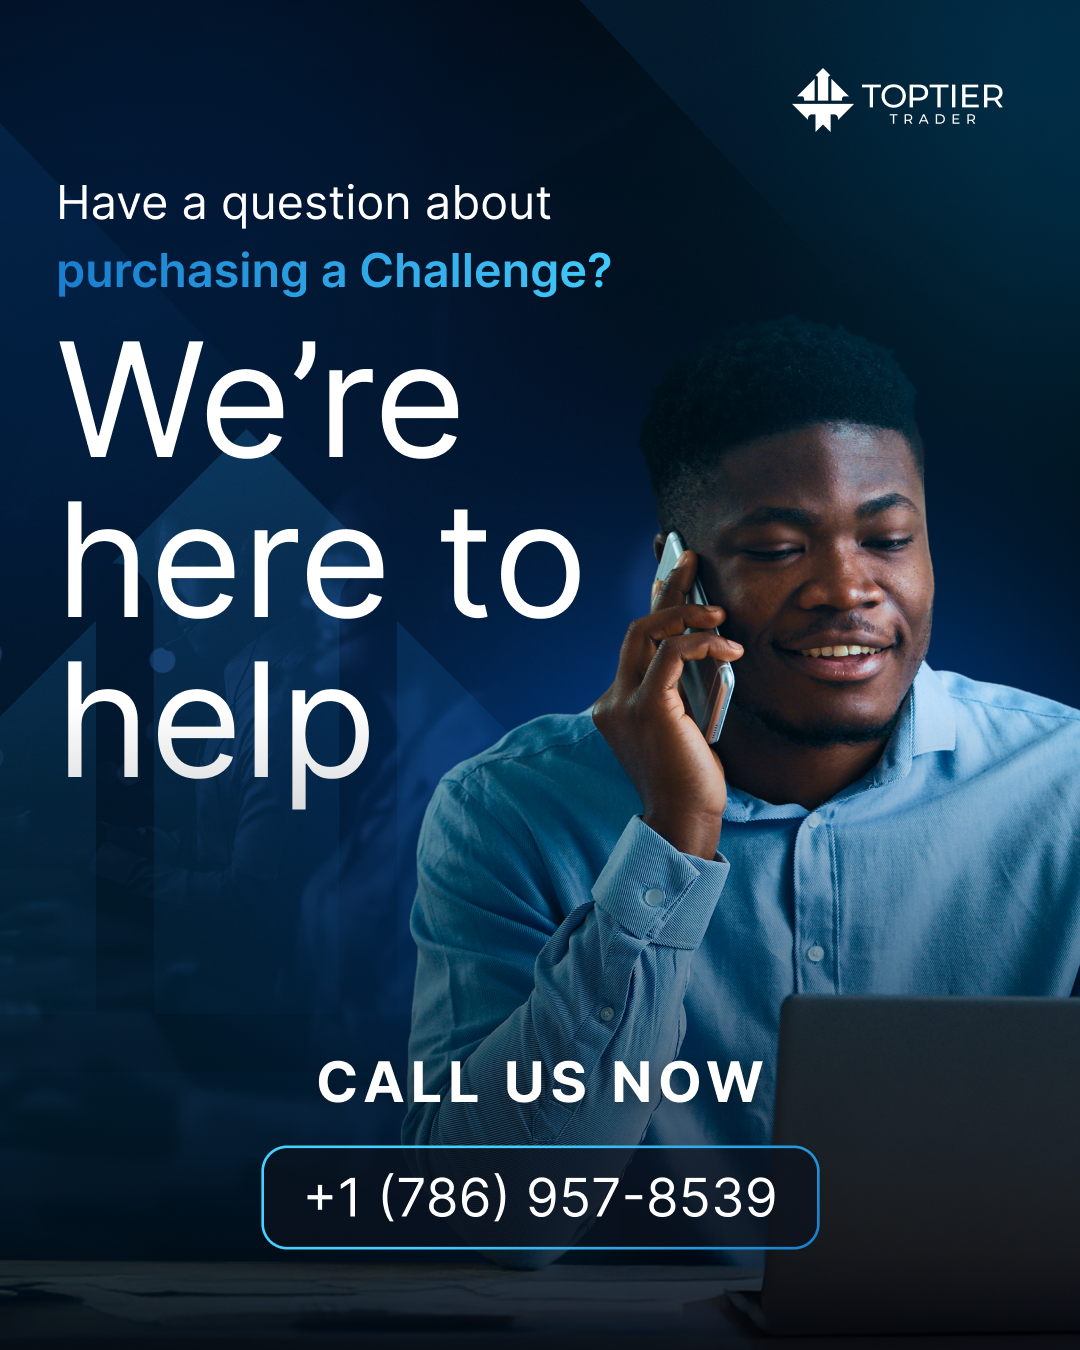 TOPTIER
TRADER
Have a question about
purchasing a Challenge?
We’re
here to
help
CALL US NOW
+1 (786) 957-8539